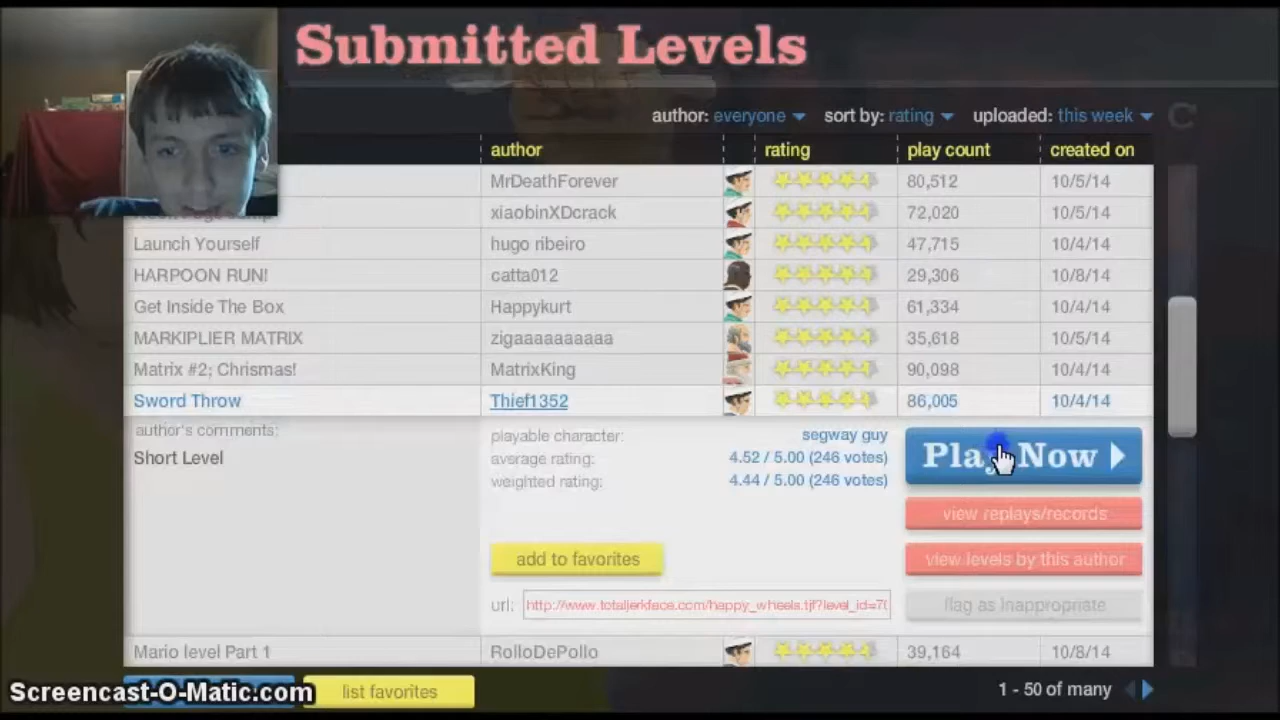 Submitted Levels
author: everyone sort by: rating uploaded: this week
author rating play count created on
MrDeathForever 80,512 10/5/14
xiaobinXDcrack 72,020 10/5/14
Launch Yourself hugo ribeiro 47,715 10/4/14
HARPOON RUN! catta012 29,306 10/8/14
Get Inside The Box Happykurt 61,334 10/4/14
MARKIPLIER MATRIX zigaaaaaaaaaa 35,618 10/5/14
Matrix #2; Chrismas! MatrixKing 90,098 10/4/14
Sword Throw Thief1352 86,005 10/4/14
author's comments: playable character: segway guy
Short Level average rating: 4.52 / 5.00 (246 votes) Play Now
weighted rating: 4.44 / 5.00 (246 votes)
view replays/records
add to favorites view levels by this author
url: http://www.totaljerkface.com/happy_wheels.tjf?level_id=7( flag as inappropriate
Mario level Part 1 RolloDePollo 39,164 10/8/14
Screencast-O-Matic.com list favorites 1 - 50 of many